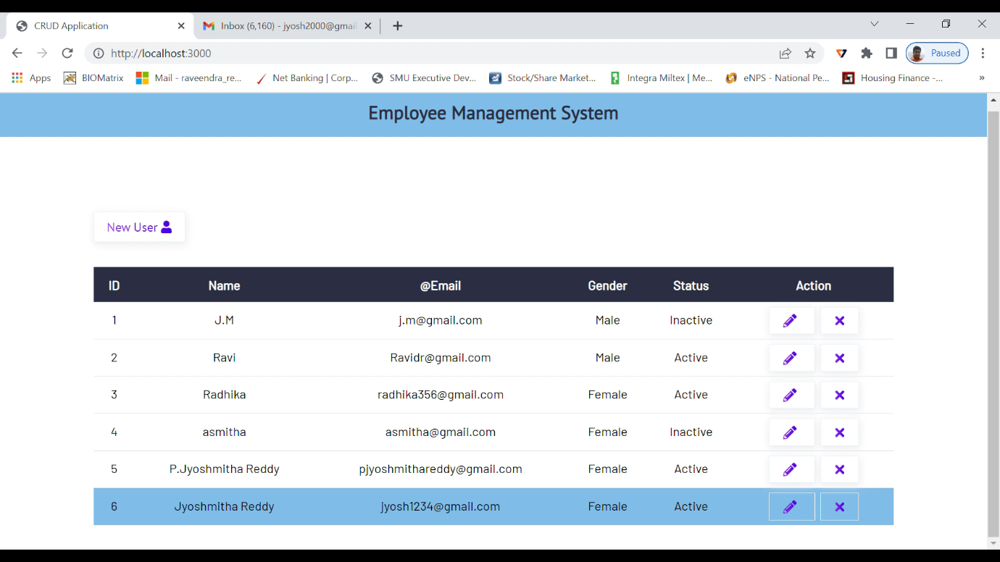 CRUD Application
Inbox (6,160) - jyosh2000@gmail
http://localhost:3000
Paused
Apps
BIOMatrix
Mail - raveendra_re...
Net Banking | Corp...
SMU Executive Dev...
Stock/Share Market...
Integra Miltex | Me...
eNPS - National Pe...
Housing Finance -...
»
Employee Management System
New User
ID Name @Email Gender Status Action
1 J.M j.m@gmail.com Male Inactive
2 Ravi Ravidr@gmail.com Male Active
3 Radhika radhika356@gmail.com Female Active
4 asmitha asmitha@gmail.com Female Inactive
5 P.Jyoshmitha Reddy pjyoshmithareddy@gmail.com Female Active
6 Jyoshmitha Reddy jyosh1234@gmail.com Female Active